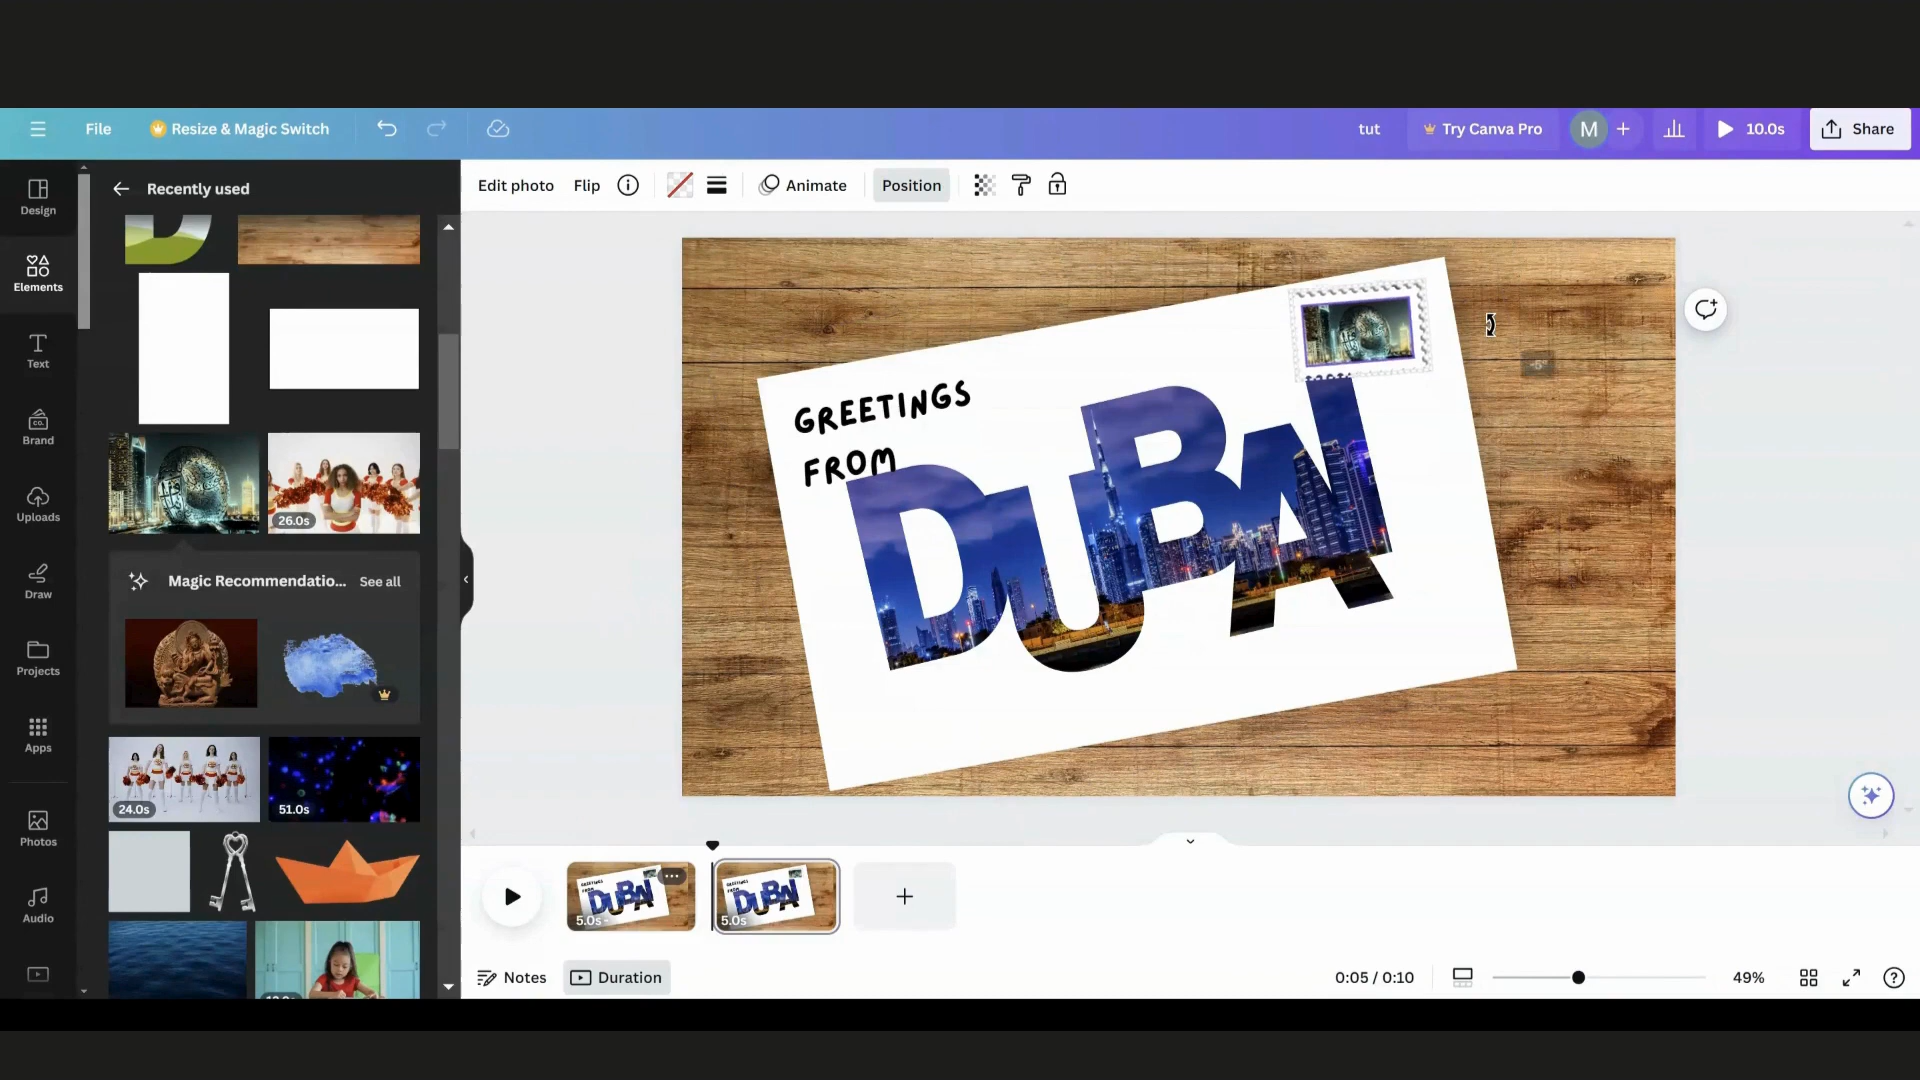 File
Resize & Magic Switch
tut
Try Canva Pro
M
10.0s
Share
Design
Elements
Text
Brand
Uploads
Draw
Projects
Apps
Photos
Audio
Recently used
26.0s
Magic Recommendatio... See all
24.0s
51.0s
Edit photo
Flip
Animate
Position
GREETINGS
FROM
DUBAI
-5°
5.0s
5.0s
Notes
Duration
0:05 / 0:10
49%